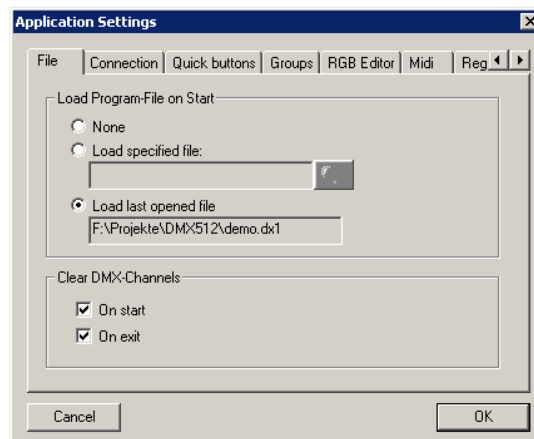 Application Settings
File Connection Quick buttons Groups RGB Editor Midi Reg
Load Program-File on Start
None
Load specified file:
Load last opened file
F:\Projekte\DMX512\demo.dx1
Clear DMX-Channels
On start
On exit
Cancel OK